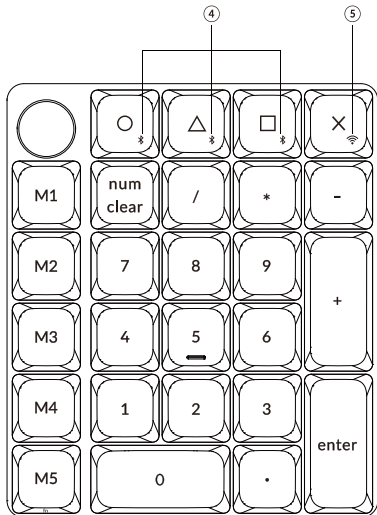 ④ ⑤
M1 num clear / * -
M2 7 8 9 +
M3 4 5 6
M4 1 2 3 enter
M5 0 .
fn